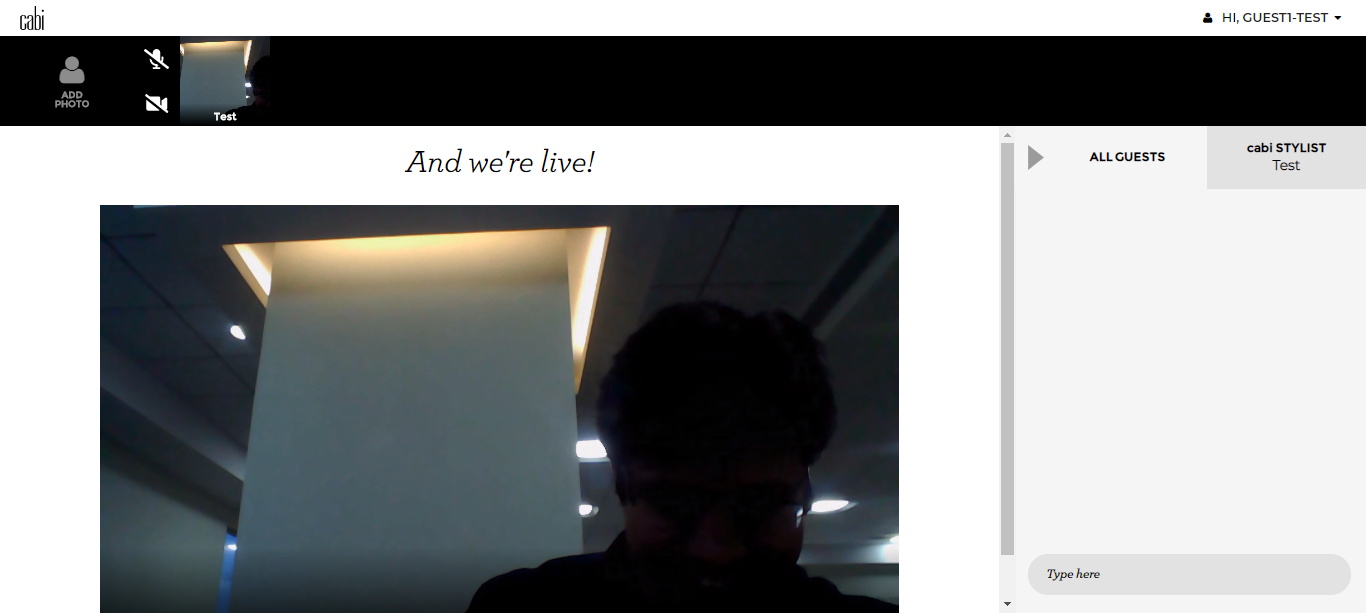 cabi
HI, GUEST1-TEST
ADD
PHOTO
Test
And we're live!
ALL GUESTS
cabi STYLIST
Test
Type here